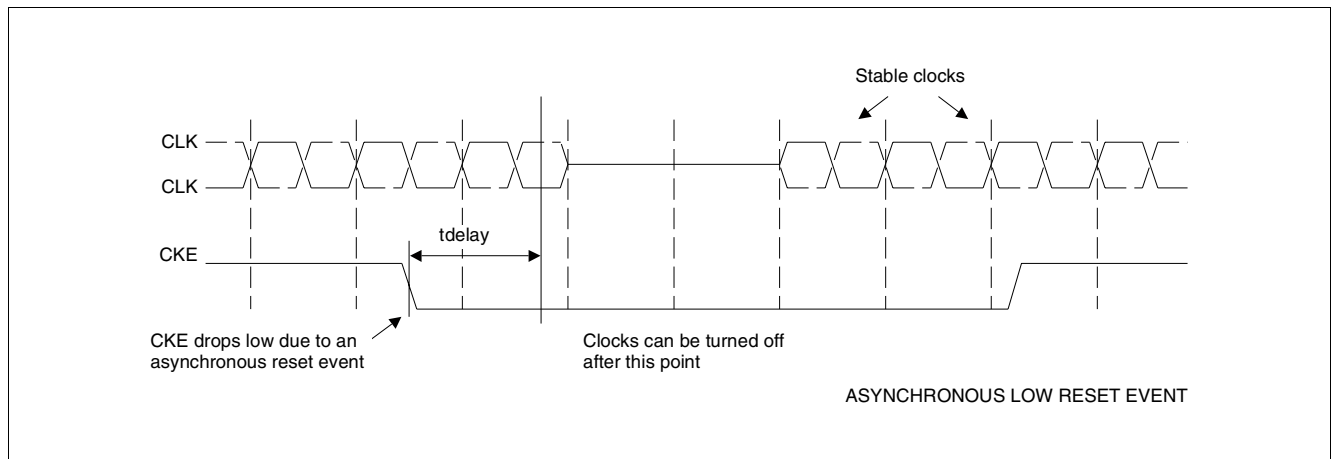 Stable clocks
CLK
CLK
tdelay
CKE
CKE drops low due to an
asynchronous reset event
Clocks can be turned off
after this point
ASYNCHRONOUS LOW RESET EVENT